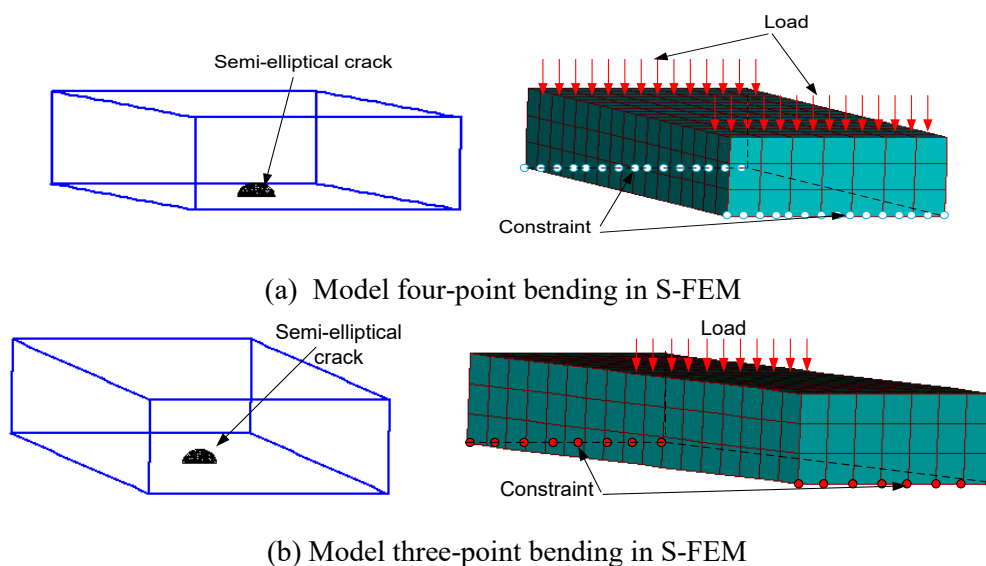 Load
Semi-elliptical crack
Constraint
(a) Model four-point bending in S-FEM
Semi-elliptical
crack
Load
Constraint
(b) Model three-point bending in S-FEM